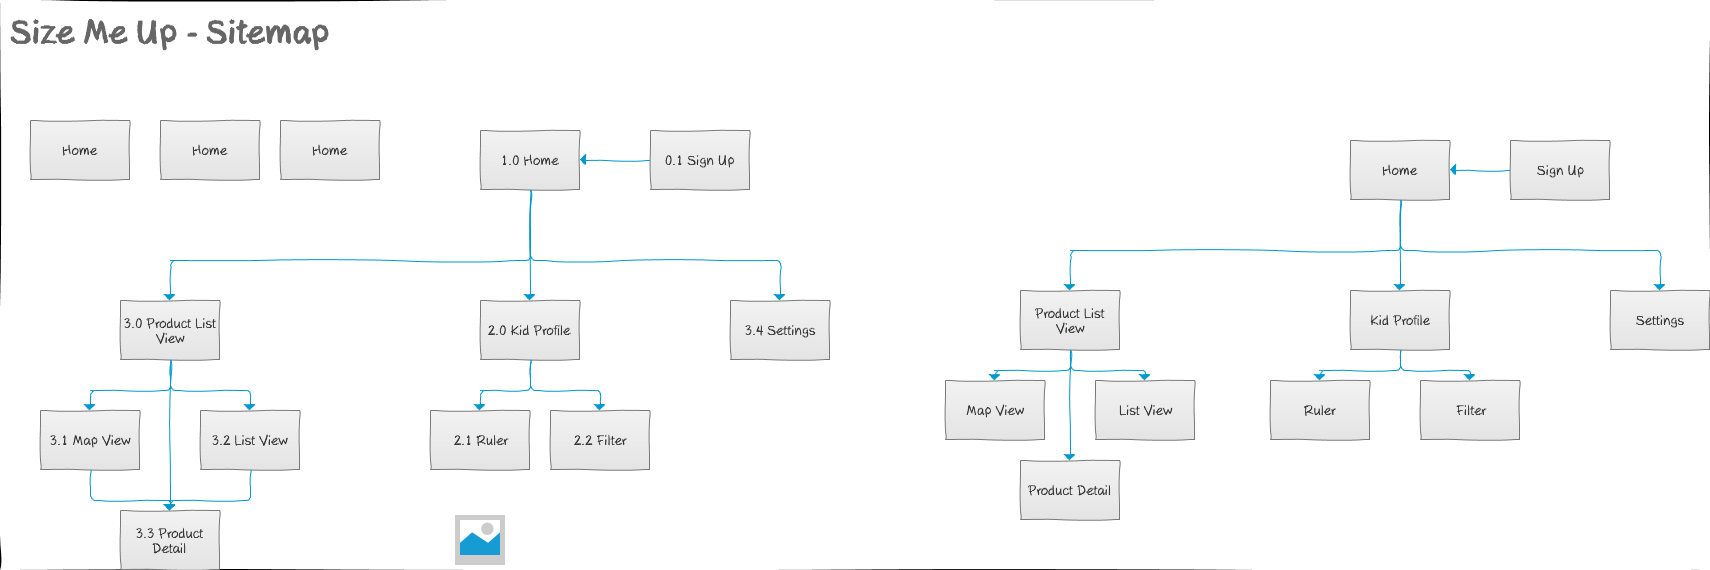 Size Me Up - Sitemap
Home
Home
Home
1.0 Home
0.1 Sign Up
Home
Sign Up
3.0 Product List
View
2.0 Kid Profile
3.4 Settings
Product List
View
Kid Profile
Settings
3.1 Map View
3.2 List View
2.1 Ruler
2.2 Filter
Map View
List View
Ruler
Filter
Product Detail
3.3 Product
Detail